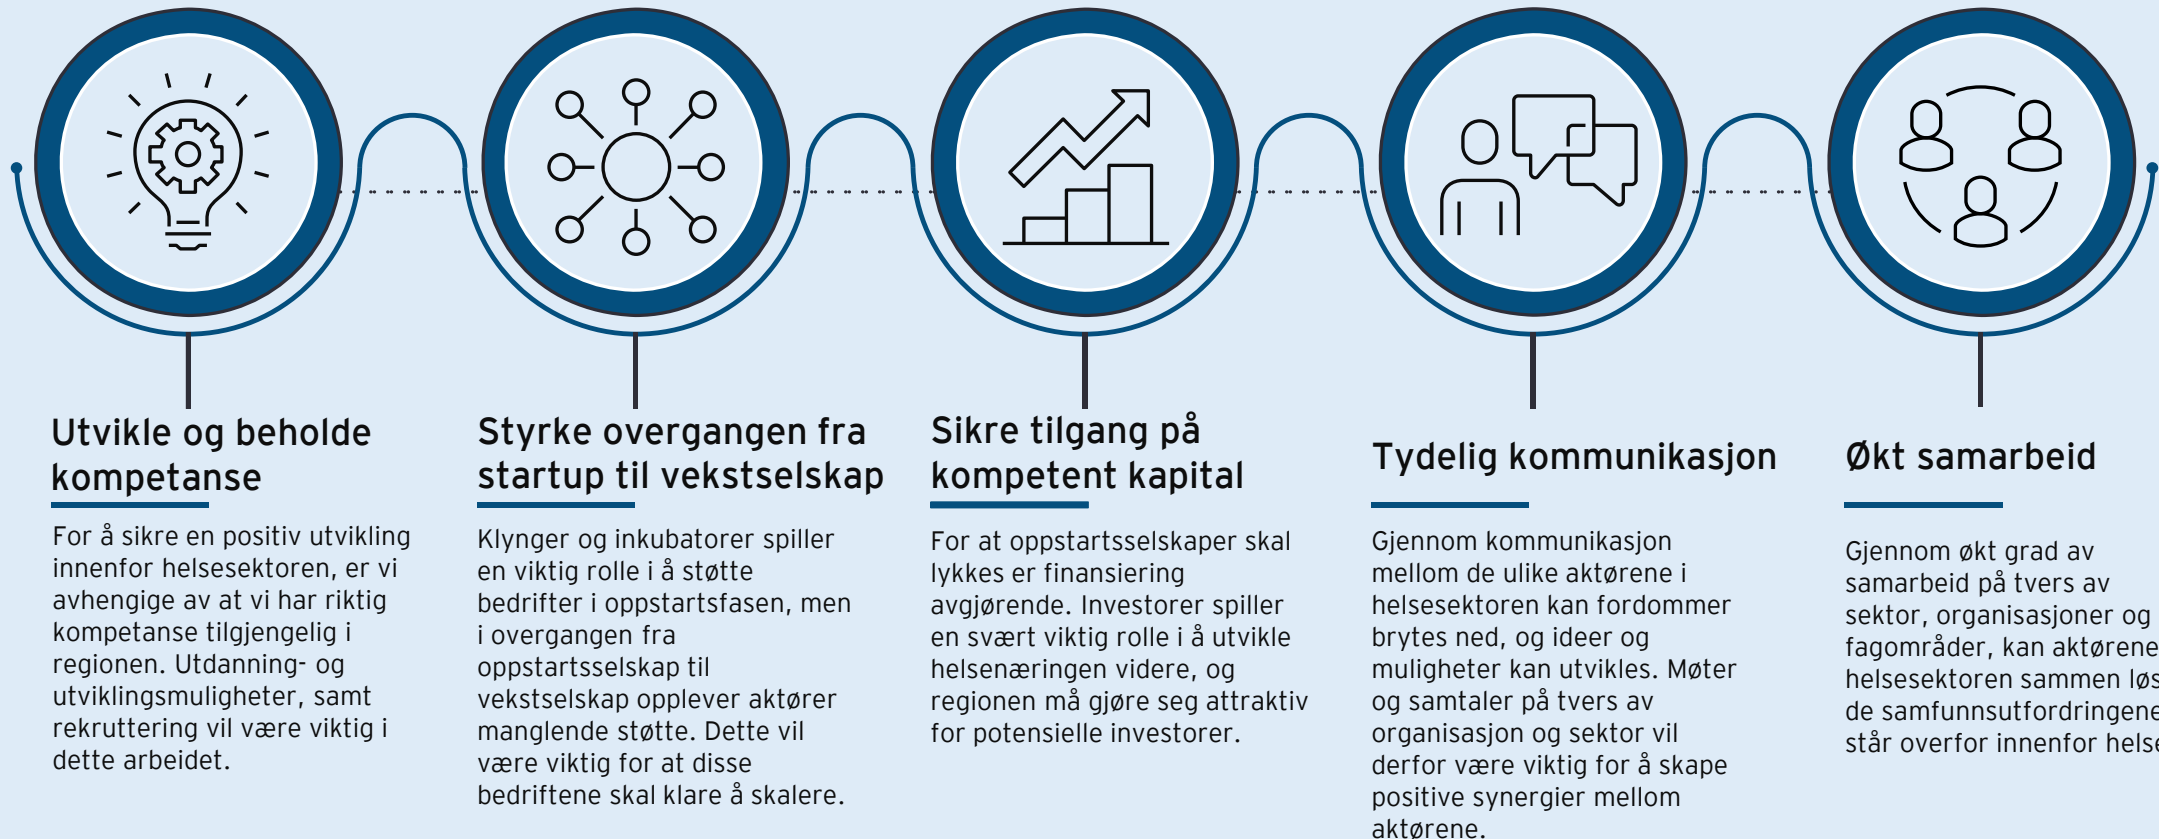 Utvikle og beholde
kompetanse
For å sikre en positiv utvikling
innenfor helsesektoren, er vi
avhengige av at vi har riktig
kompetanse tilgjengelig i
regionen. Utdanning- og
utviklingsmuligheter, samt
rekruttering vil være viktig i
dette arbeidet.
Styrke overgangen fra
startup til vekstselskap
Klynger og inkubatorer spiller
en viktig rolle i å støtte
bedrifter i oppstartsfasen, men
i overgangen fra
oppstartsselskap til
vekstselskap opplever aktører
manglende støtte. Dette vil
være viktig for at disse
bedriftene skal klare å skalere.
Sikre tilgang på
kompetent kapital
For at oppstartsselskaper skal
lykkes er finansiering
avgjørende. Investorer spiller
en svært viktig rolle i å utvikle
helsenæringen videre, og
regionen må gjøre seg attraktiv
for potensielle investorer.
Tydelig kommunikasjon
Gjennom kommunikasjon
mellom de ulike aktørene i
helsesektoren kan fordommer
brytes ned, og ideer og
muligheter kan utvikles. Møter
og samtaler på tvers av
organisasjon og sektor vil
derfor være viktig for å skape
positive synergier mellom
aktørene.
Økt samarbeid
Gjennom økt grad av
samarbeid på tvers av
sektor, organisasjoner og
fagområder, kan aktørene
helsesektoren sammen løs
de samfunnsutfordringene
står overfor innenfor helse